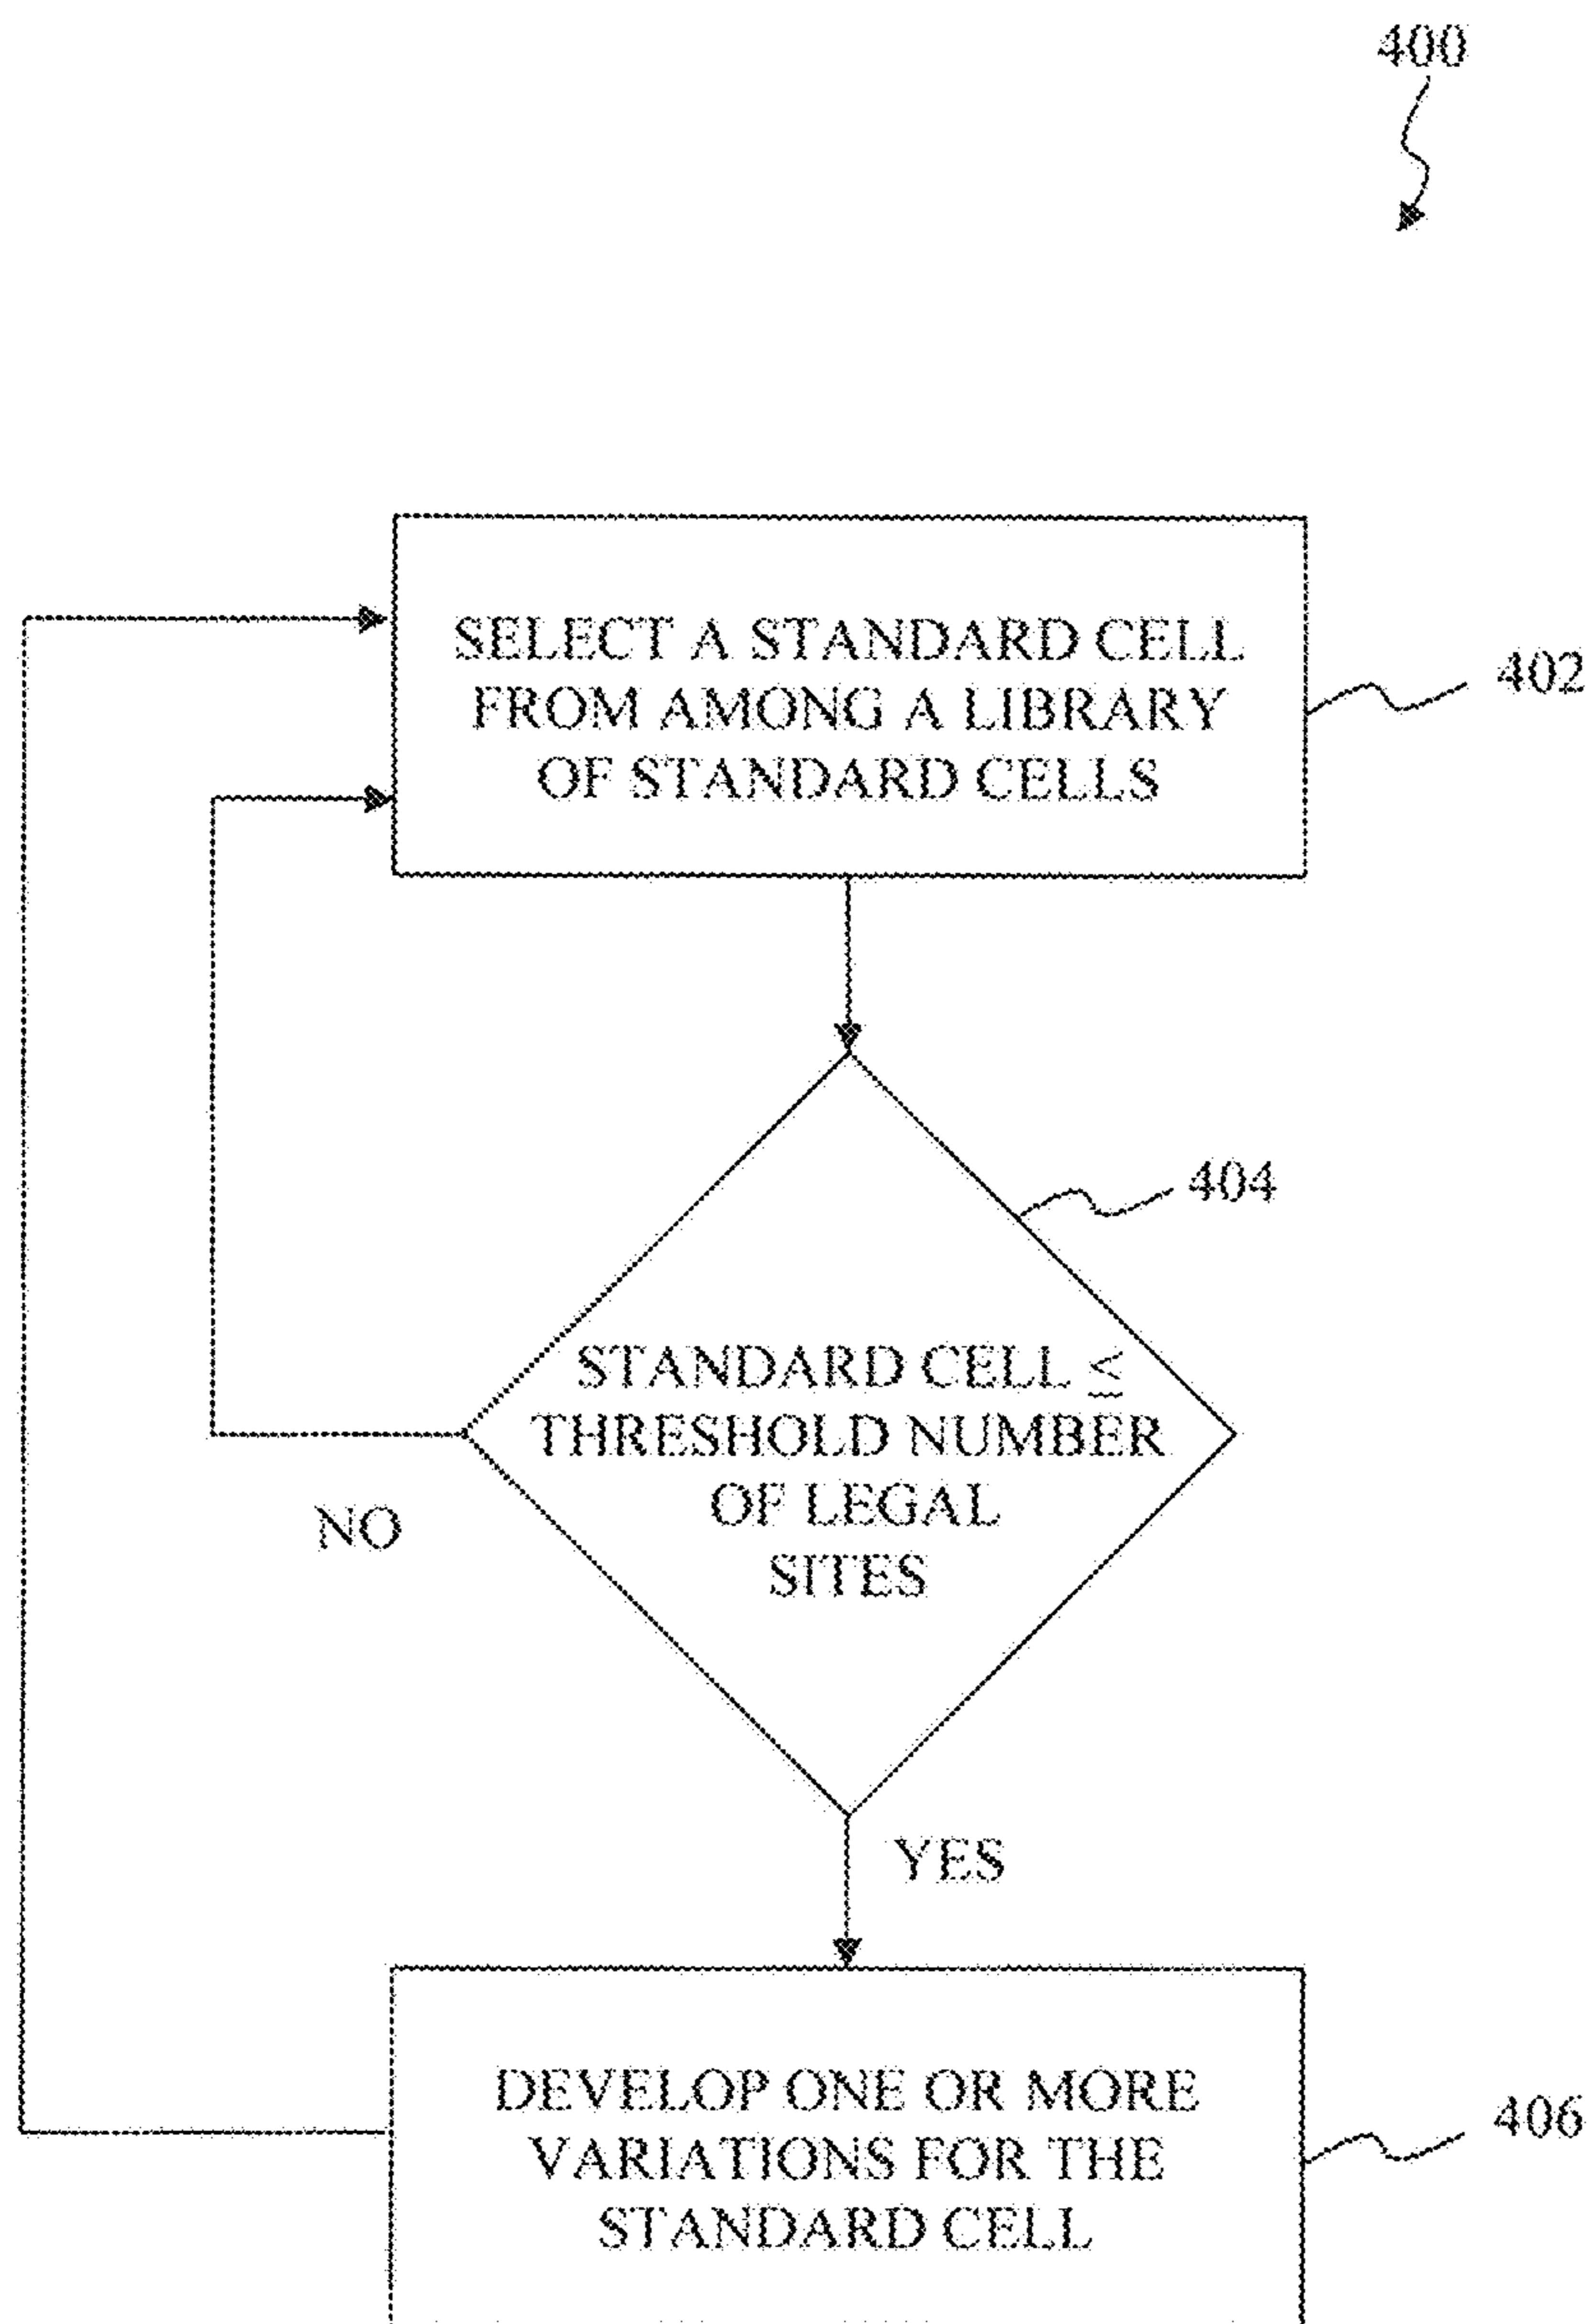 400
SELECT A STANDARD CELL
FROM AMONG A LIBRARY
OF STANDARD CELLS
402
404
STANDARD CELL ≤
THRESHOLD NUMBER
OF LEGAL
SITES
NO
YES
DEVELOP ONE OR MORE
VARIATIONS FOR THE
STANDARD CELL
406